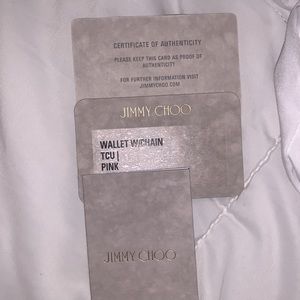 CERTIFICATE OF AUTHENTICITY
PLEASE KEEP THIS CARD AS PROOF OF
AUTHENTICITY
FOR FURTHER INFORMATION VISIT
JIMMYCHOO.COM
JIMMY CHOO
WALLET W/CHAIN
TCU |
PINK
JIMMY CHOO